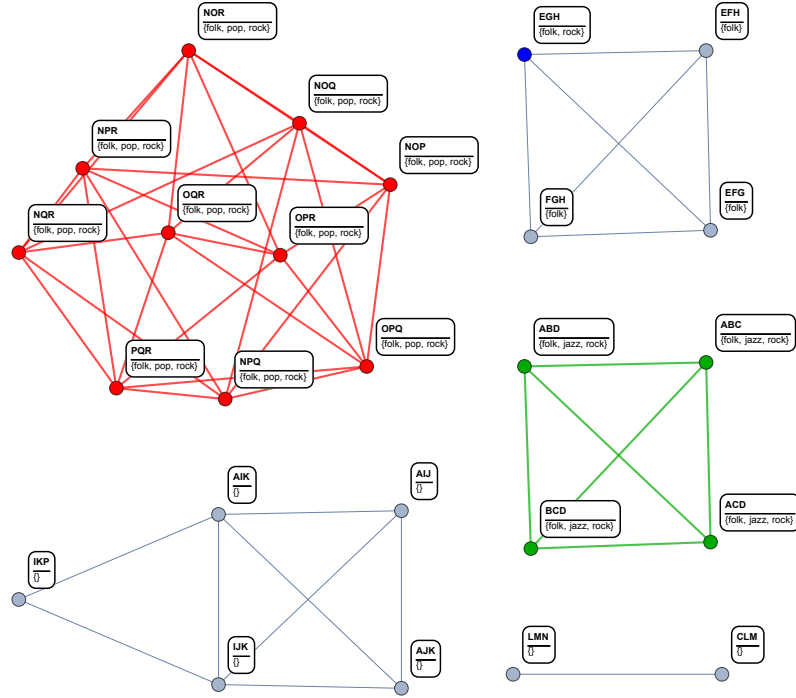 NOR
{folk, pop, rock}
EGH
{folk, rock}
EFH
{folk}
NOQ
{folk, pop, rock}
NPR
{folk, pop, rock}
NOP
{folk, pop, rock}
OQR
{folk, pop, rock}
OPR
{folk, pop, rock}
NQR
{folk, pop, rock}
FGH
{folk}
EFG
{folk}
OPQ
{folk, pop, rock}
PQR
{folk, pop, rock}
NPQ
{folk, pop, rock}
ABD
{folk, jazz, rock}
ABC
{folk, jazz, rock}
BCD
{folk, jazz, rock}
ACD
{folk, jazz, rock}
AIK
{}
AIJ
{}
IKP
{}
IJK
{}
AJK
{}
LMN
{}
CLM
{}